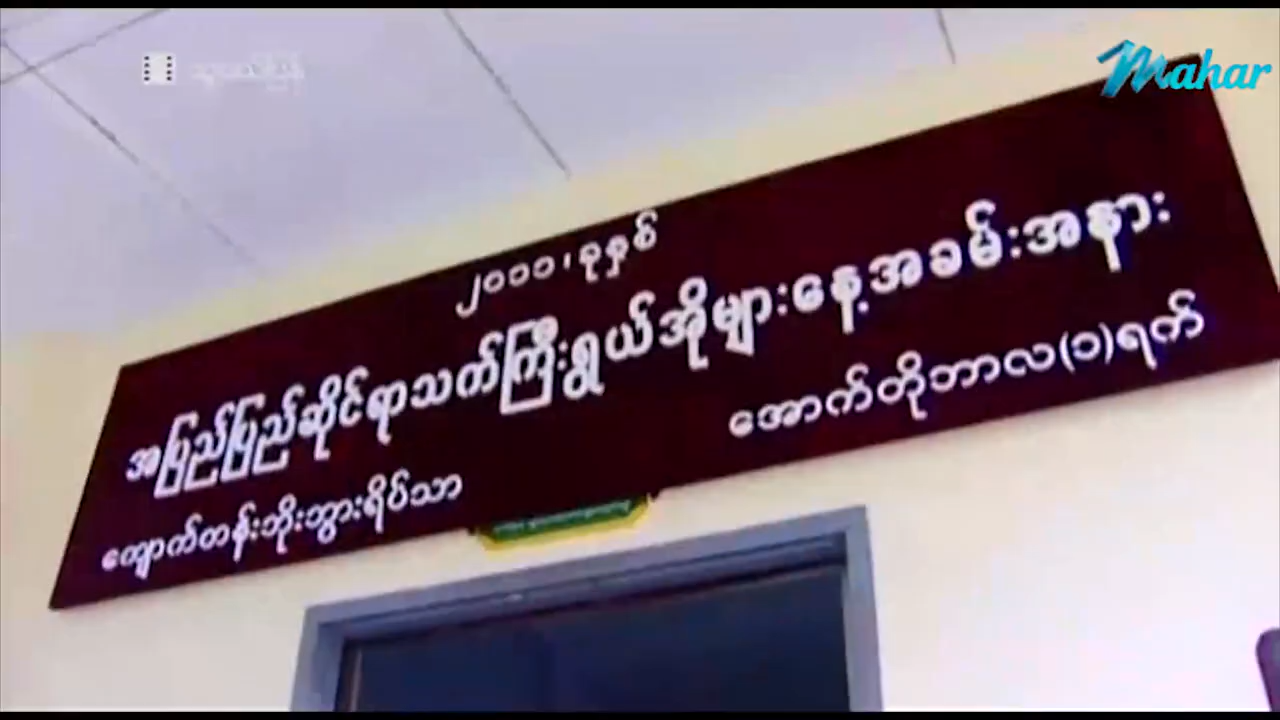 Mahar
၂၀၁၁၊ခုနှစ်
အပြည်ပြည်ဆိုင်ရာသက်ကြီးရွယ်အိုများနေ့အခမ်းအနား
ကျောက်တန်းဘိုးဘွားရိပ်သာ
အောက်တိုဘာလ(၁)ရက်